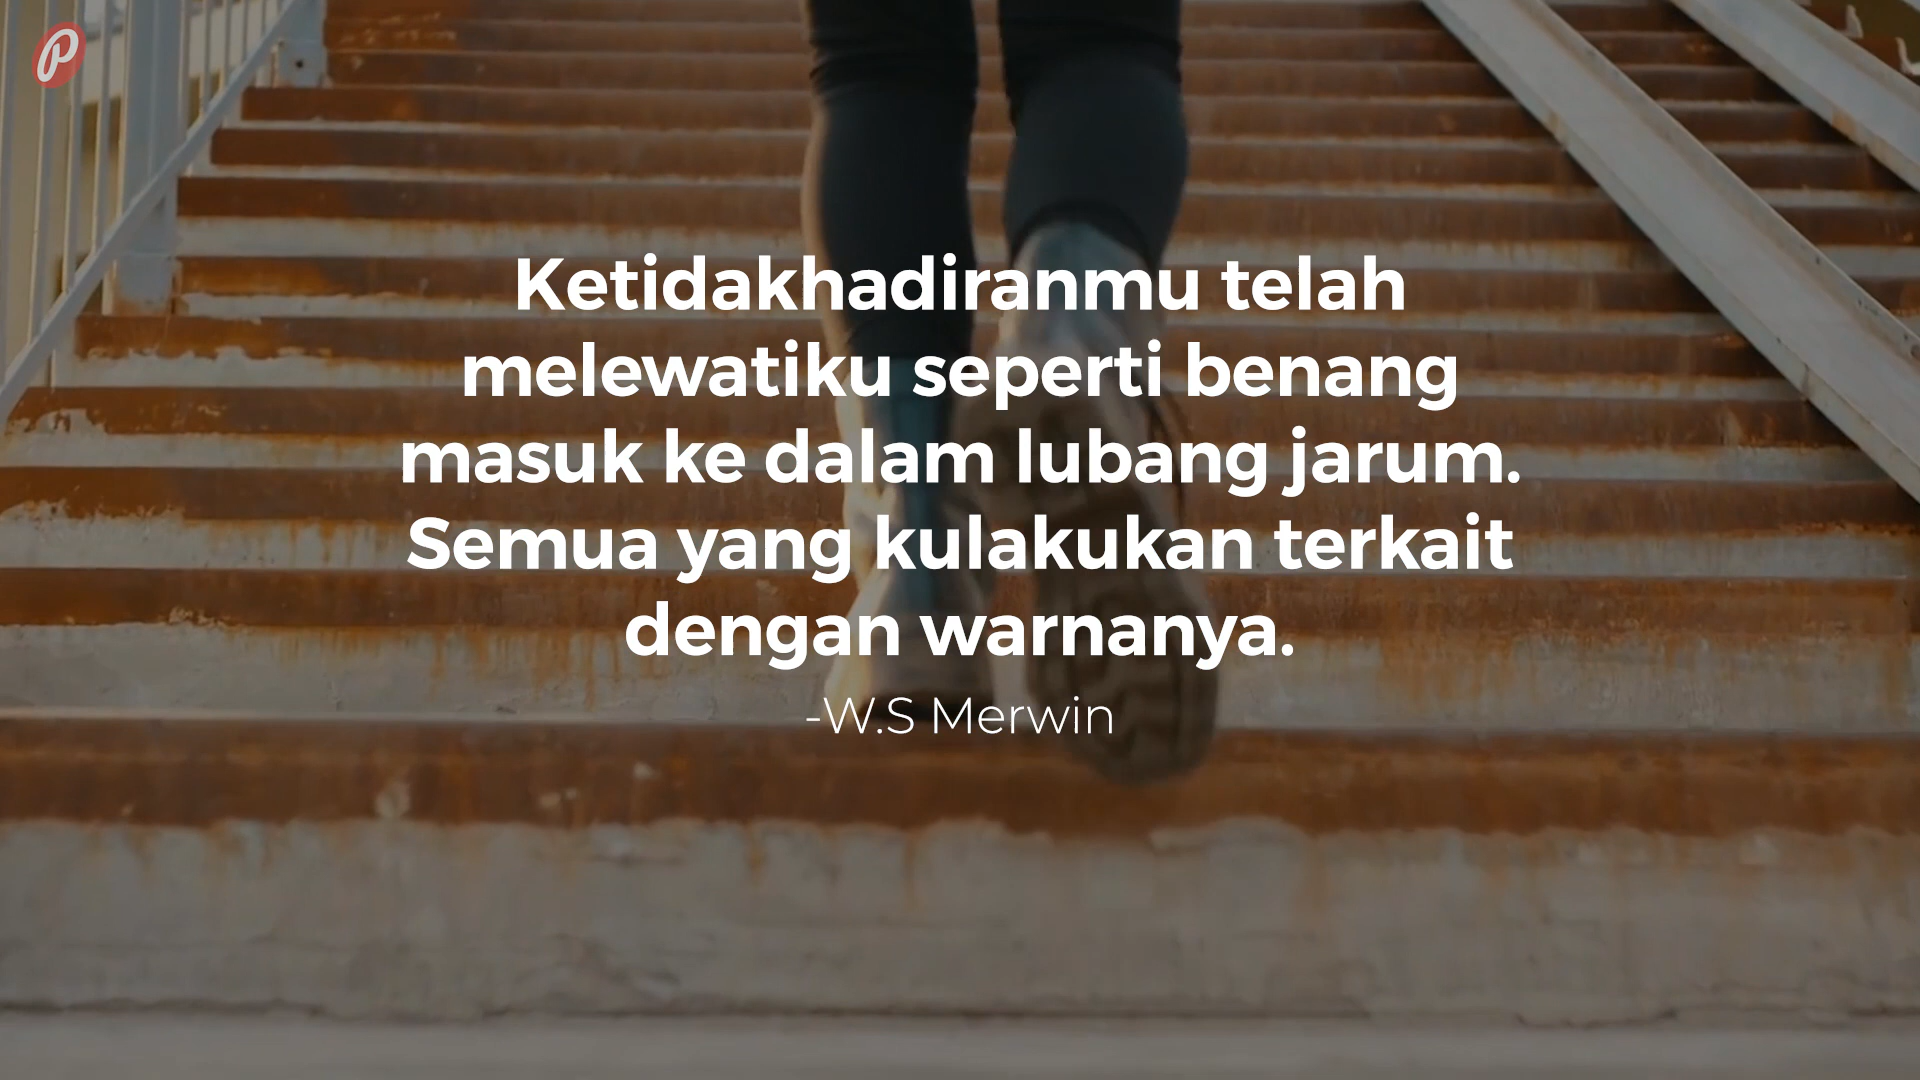 Ketidakhadiranmu telah
melewatiku seperti benang
masuk ke dalam lubang jarum.
Semua yang kulakukan terkait
dengan warnanya.
-W.S Merwin